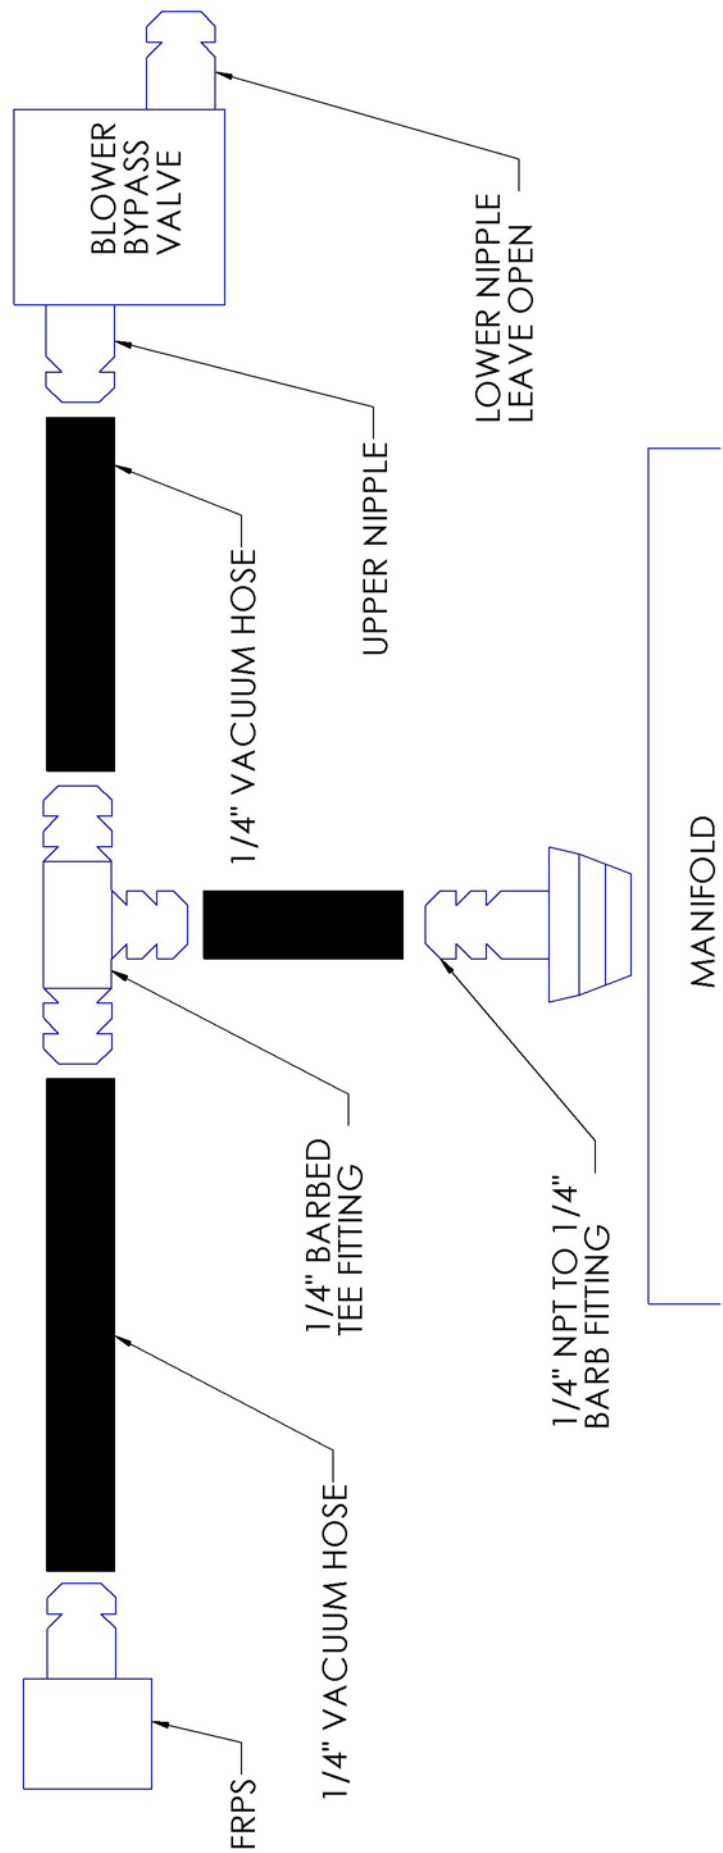 FRPS
1/4" VACUUM HOSE
1/4" BARBED
TEE FITTING
1/4" NPT TO 1/4"
BARB FITTING
1/4" VACUUM HOSE
UPPER NIPPLE
BLOWER
BYPASS
VALVE
LOWER NIPPLE
LEAVE OPEN
MANIFOLD